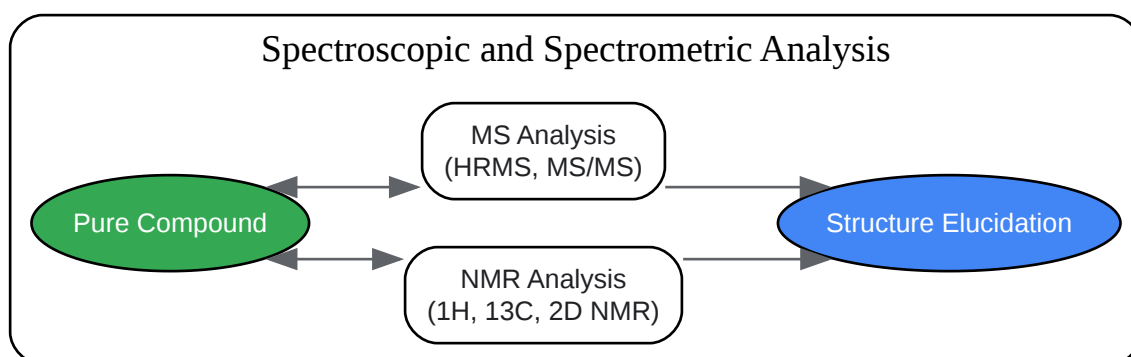 Spectroscopic and Spectrometric Analysis
MS Analysis
(HRMS, MS/MS)
Pure Compound
Structure Elucidation
NMR Analysis
(1H, 13C, 2D NMR)